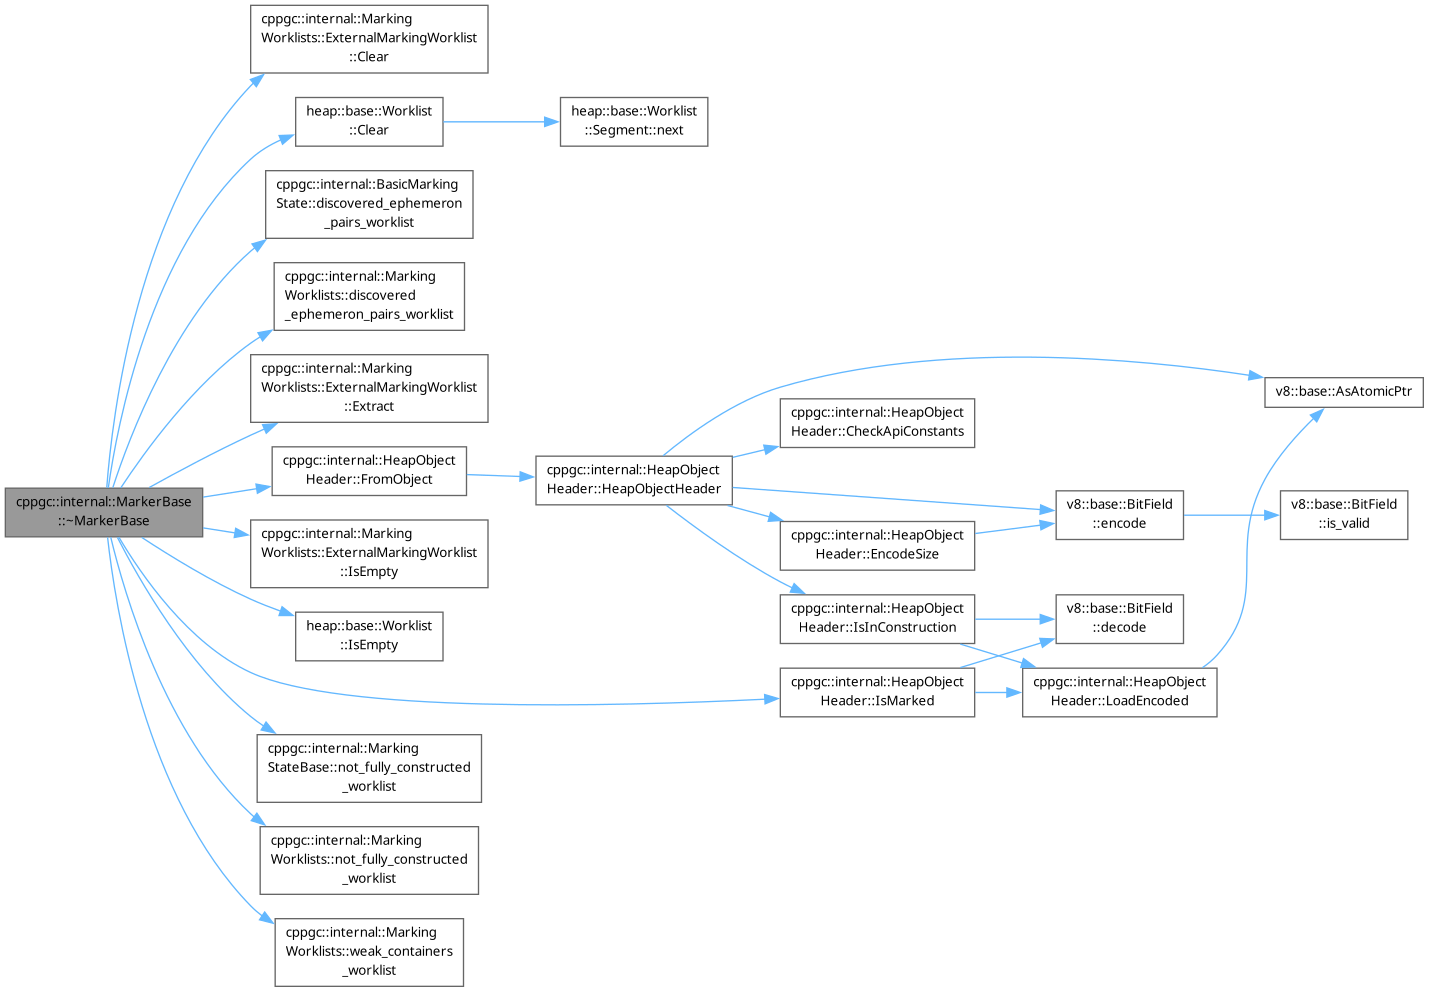 cppgc::internal::MarkerBase
::~MarkerBase
cppgc::internal::Marking
Worklists::ExternalMarkingWorklist
::Clear
heap::base::Worklist
::Clear
heap::base::Worklist
::Segment::next
cppgc::internal::BasicMarking
State::discovered_ephemeron
_pairs_worklist
cppgc::internal::Marking
Worklists::discovered
_ephemeron_pairs_worklist
cppgc::internal::Marking
Worklists::ExternalMarkingWorklist
::Extract
cppgc::internal::HeapObject
Header::FromObject
cppgc::internal::HeapObject
Header::HeapObjectHeader
v8::base::AsAtomicPtr
cppgc::internal::HeapObject
Header::CheckApiConstants
v8::base::BitField
::encode
v8::base::BitField
::is_valid
cppgc::internal::HeapObject
Header::EncodeSize
cppgc::internal::HeapObject
Header::IsInConstruction
v8::base::BitField
::decode
cppgc::internal::HeapObject
Header::LoadEncoded
cppgc::internal::Marking
Worklists::ExternalMarkingWorklist
::IsEmpty
heap::base::Worklist
::IsEmpty
cppgc::internal::HeapObject
Header::IsMarked
cppgc::internal::Marking
StateBase::not_fully_constructed
_worklist
cppgc::internal::Marking
Worklists::not_fully_constructed
_worklist
cppgc::internal::Marking
Worklists::weak_containers
_worklist